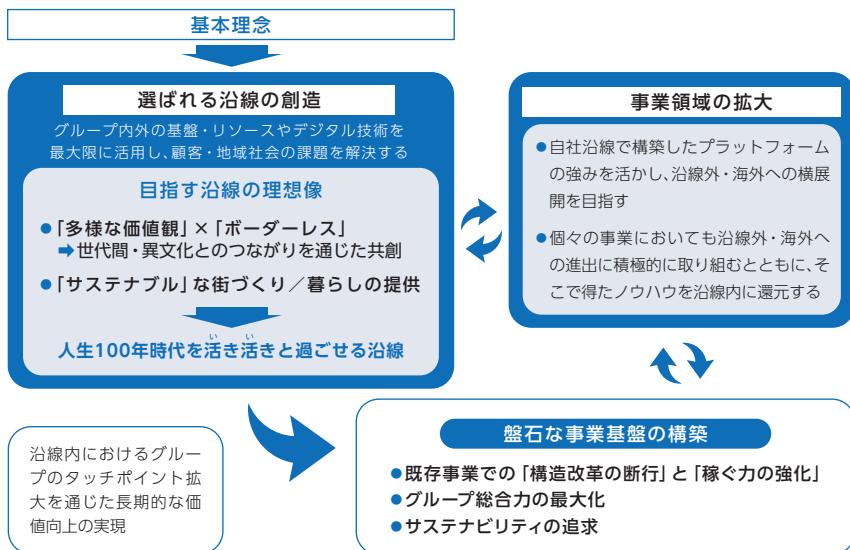 基本理念
選ばれる沿線の創造
グループ内外の基盤・リソースやデジタル技術を
最大限に活用し、顧客・地域社会の課題を解決する
目指す沿線の理想像
●「多様な価値観」×「ボーダーレス」
➡世代間・異文化とのつながりを通じた共創
●「サステナブル」な街づくり／暮らしの提供
い い
人生100年時代を活き活きと過ごせる沿線
事業領域の拡大
●自社沿線で構築したプラットフォーム
の強みを活かし、沿線外・海外への横展
開を目指す
●個々の事業においても沿線外・海外へ
の進出に積極的に取り組むとともに、そ
こで得たノウハウを沿線内に還元する
沿線内におけるグルー
プのタッチポイント拡
大を通じた長期的な価
値向上の実現
盤石な事業基盤の構築
●既存事業での「構造改革の断行」と「稼ぐ力の強化」
●グループ総合力の最大化
●サステナビリティの追求